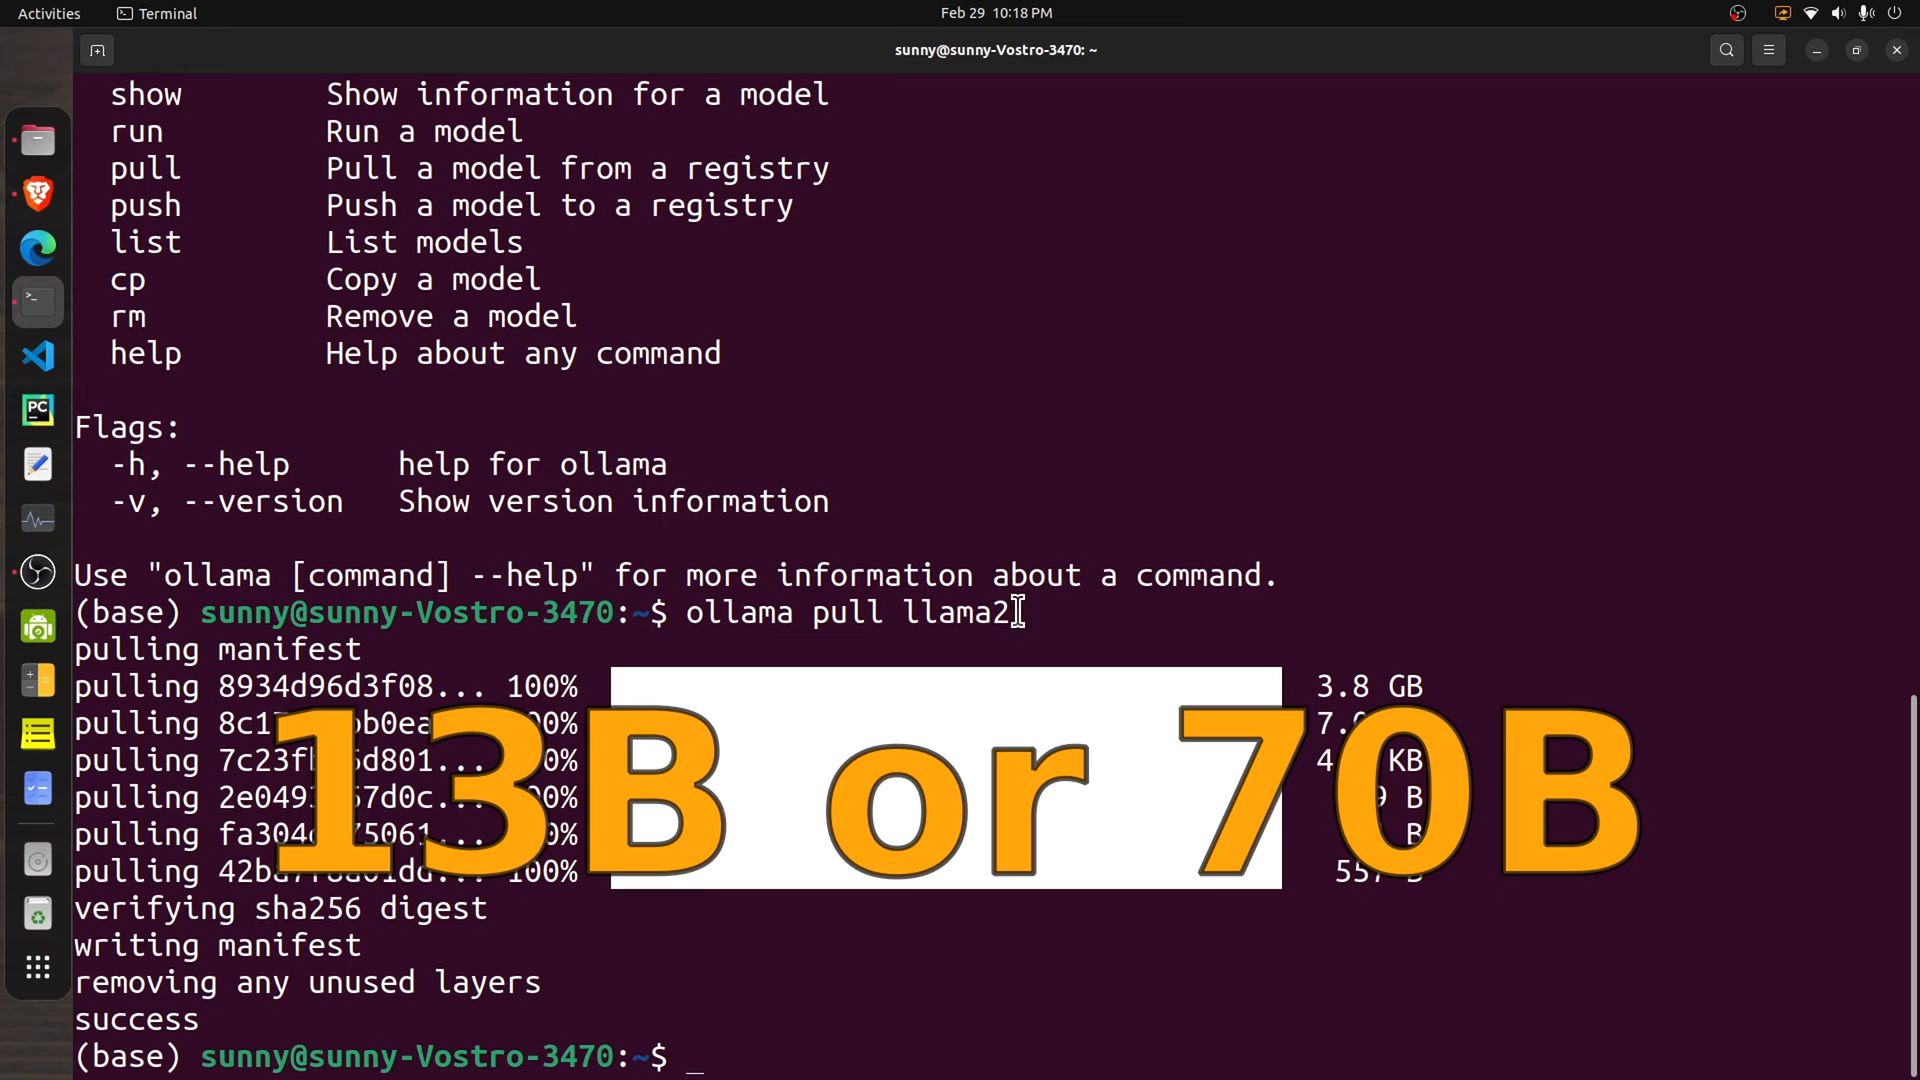 Activities
Terminal
Feb 29 10:18 PM
sunny@sunny-Vostro-3470: ~
show Show information for a model
run Run a model
pull Pull a model from a registry
push Push a model to a registry
list List models
cp Copy a model
rm Remove a model
help Help about any command
Flags:
-h, --help help for ollama
-v, --version Show version information
Use "ollama [command] --help" for more information about a command.
(base) sunny@sunny-Vostro-3470:~$ ollama pull llama2
pulling manifest
pulling 8934d96d3f08... 100% 3.8 GB
pulling
pulling
pulling
pulling
pulling
13B or 70B
verifying sha256 digest
writing manifest
removing any unused layers
success
(base) sunny@sunny-Vostro-3470:~$ _